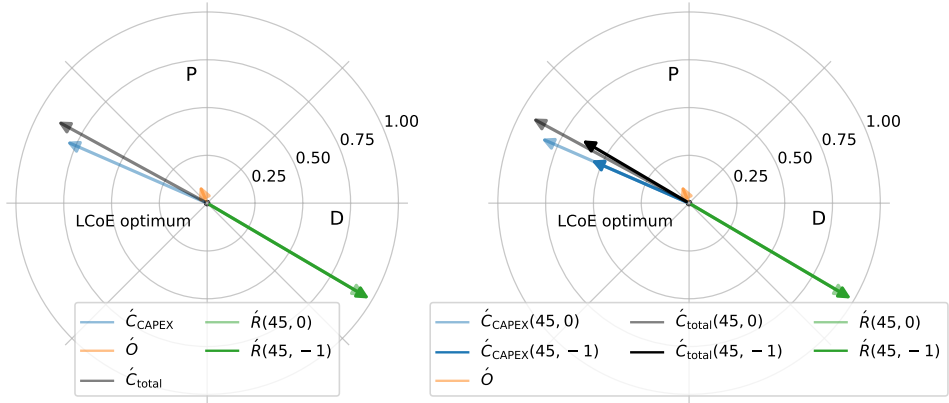 P
1.00
0.75
0.50
0.25
D
LCoE optimum
Ć_CAPEX
Ó
Ć_total
Ŕ(45, 0)
Ŕ(45, −1)
P
1.00
0.75
0.50
0.25
D
LCoE optimum
Ć_CAPEX(45, 0)
Ć_CAPEX(45, −1)
Ó
Ć_total(45, 0)
Ć_total(45, −1)
Ŕ(45, 0)
Ŕ(45, −1)